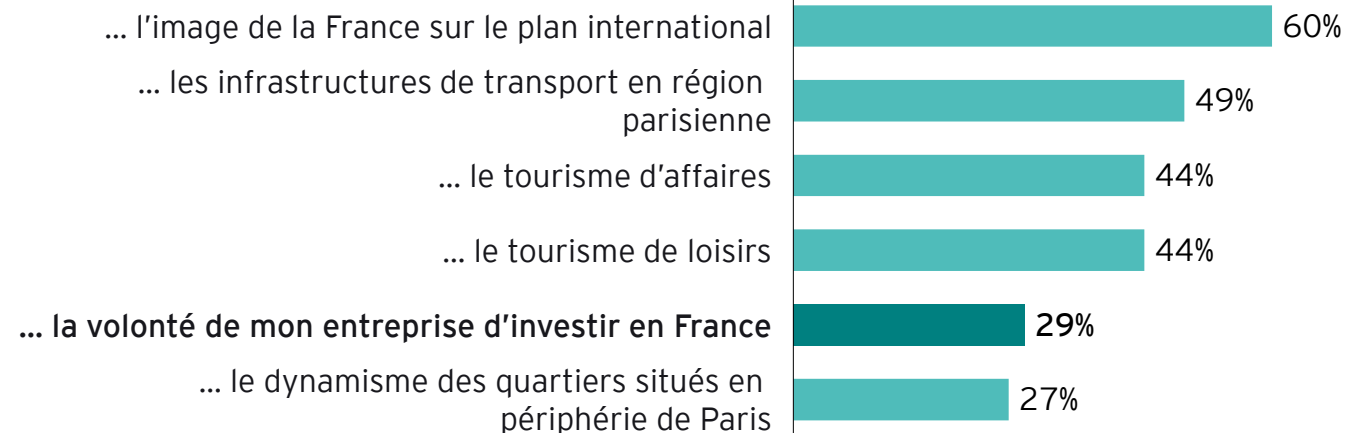 ... l'image de la France sur le plan international 60%
... les infrastructures de transport en région
parisienne 49%
... le tourisme d'affaires 44%
... le tourisme de loisirs 44%
... la volonté de mon entreprise d'investir en France 29%
... le dynamisme des quartiers situés en
périphérie de Paris 27%